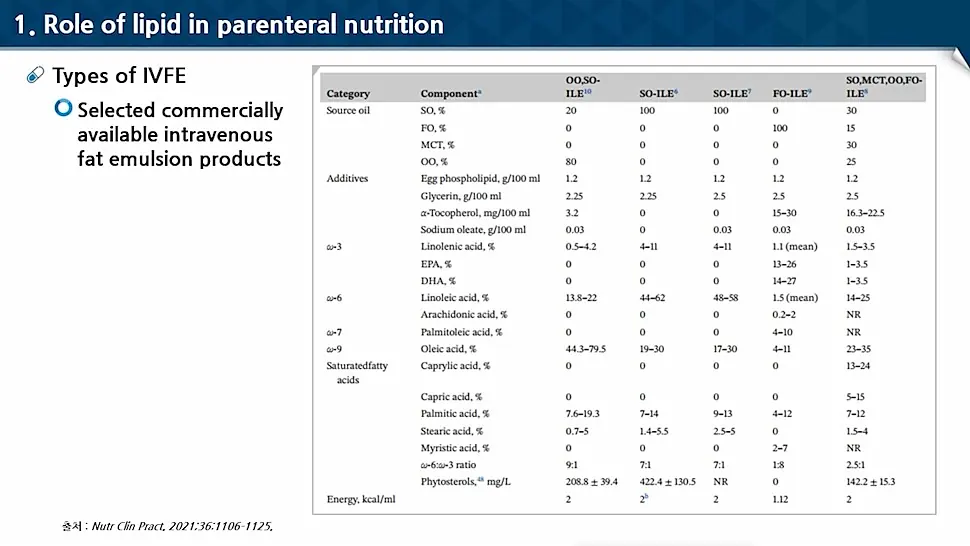 1. Role of lipid in parenteral nutrition
Types of IVFE
Selected commercially
available intravenous
fat emulsion products
Category Componentᵃ OO,SO-ILE¹⁰ SO-ILE⁶ SO-ILE⁷ FO-ILE⁹ SO,MCT,OO,FO-ILE⁸
Source oil SO, % 20 100 100 0 30
FO, % 0 0 0 100 15
MCT, % 0 0 0 0 30
OO, % 80 0 0 0 25
Additives Egg phospholipid, g/100 ml 1.2 1.2 1.2 1.2 1.2
Glycerin, g/100 ml 2.25 2.25 2.5 2.5 2.5
α-Tocopherol, mg/100 ml 3.2 0 0 15–30 16.3–22.5
Sodium oleate, g/100 ml 0.03 0 0.03 0.03 0.03
ω-3 Linolenic acid, % 0.5–4.2 4–11 4–11 1.1 (mean) 1.5–3.5
EPA, % 0 0 0 13–26 1–3.5
DHA, % 0 0 0 14–27 1–3.5
ω-6 Linoleic acid, % 13.8–22 44–62 48–58 1.5 (mean) 14–25
Arachidonic acid, % 0 0 0 0.2–2 NR
ω-7 Palmitoleic acid, % 0 0 0 4–10 NR
ω-9 Oleic acid, % 44.3–79.5 19–30 17–30 4–11 23–35
Saturatedfatty acids Caprylic acid, % 0 0 0 0 13–24
Capric acid, % 0 0 0 0 5–15
Palmitic acid, % 7.6–19.3 7–14 9–13 4–12 7–12
Stearic acid, % 0.7–5 1.4–5.5 2.5–5 0 1.5–4
Myristic acid, % 0 0 0 2–7 NR
ω-6:ω-3 ratio 9:1 7:1 7:1 1:8 2.5:1
Phytosterols,⁴⁸ mg/L 208.8 ± 39.4 422.4 ± 130.5 NR 0 142.2 ± 15.3
Energy, kcal/ml 2 2ᵇ 2 1.12 2
출처 : Nutr Clin Pract. 2021;36:1106-1125.